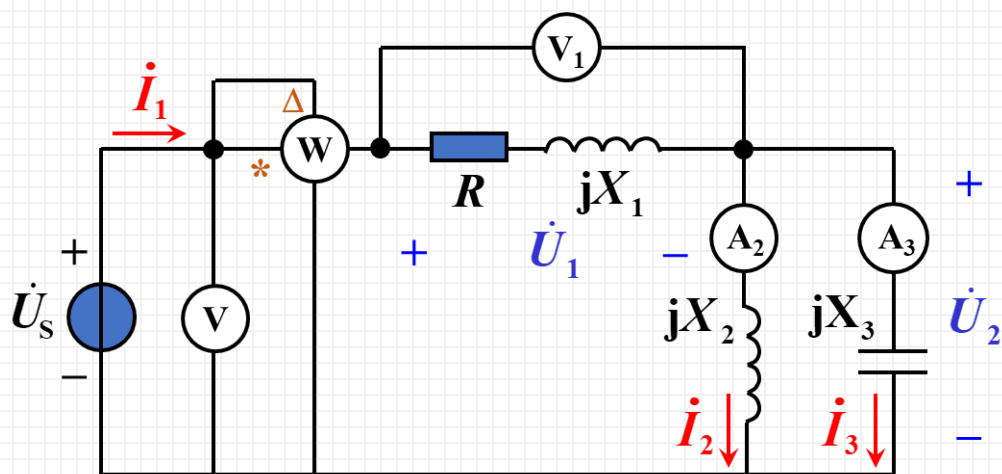 V₁
İ₁
Δ
W
*
R
jX₁
+
U̇₁
−
A₂
A₃
+
+
U̇S
−
V
jX₂
jX₃
U̇₂
İ₂
İ₃
−